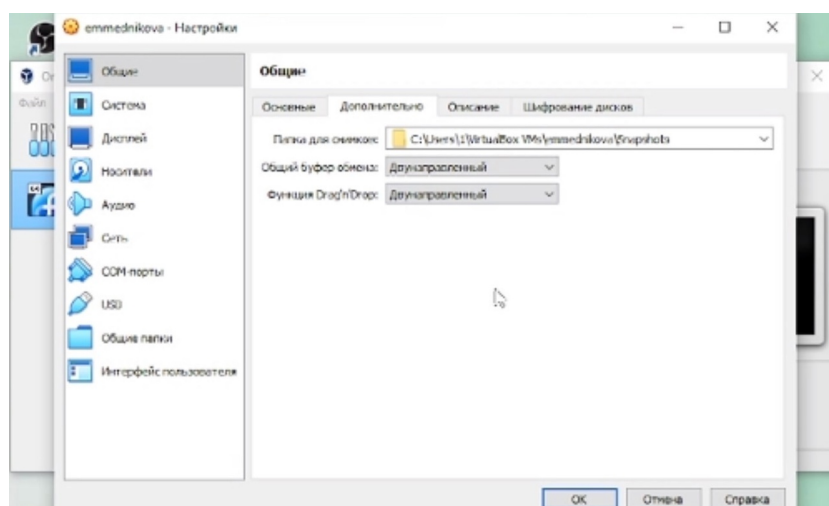 emmednikova - Настройки
Общие
Система
Дисплей
Носители
Аудио
Сеть
COM-порты
USB
Общие папки
Интерфейс пользователя
Общие
Основные Дополнительно Описание Шифрование дисков
Папка для снимков: C:\Users\1\VirtualBox VMs\emmednikova\Snapshots
Общий буфер обмена: Двунаправленный
Функция Drag'n'Drop: Двунаправленный
OK Отмена Справка
Файл
64